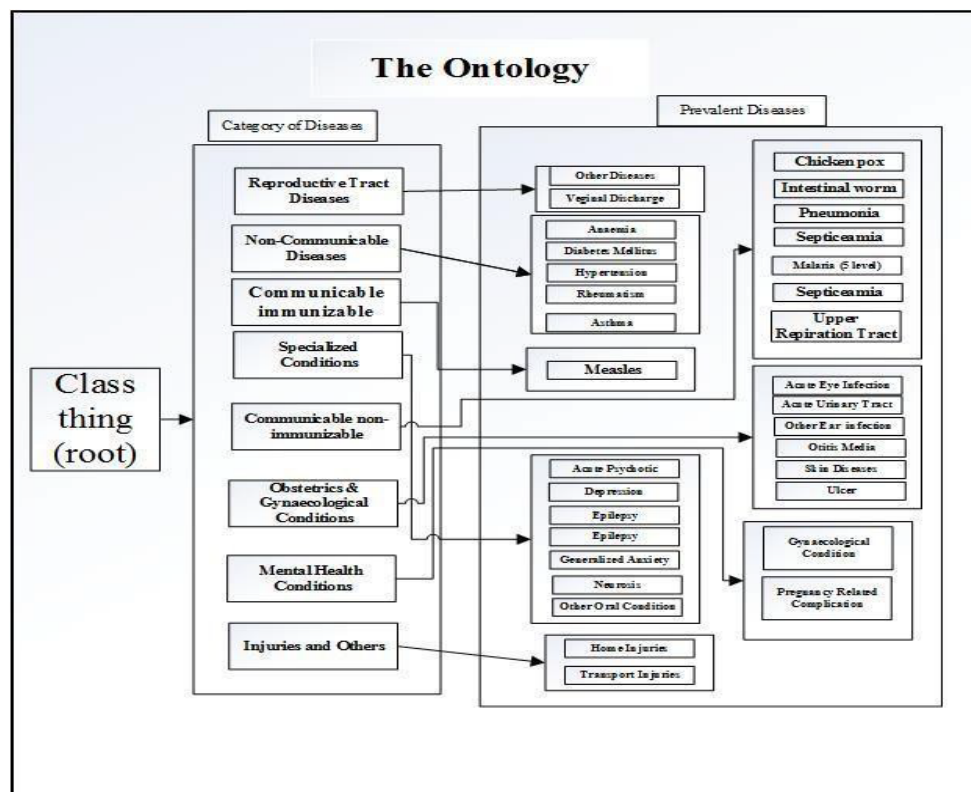 The Ontology
Category of Diseases
Prevalent Diseases
Class
thing
(root)
Reproductive Tract
Diseases
Non-Communicable
Diseases
Communicable
immunizable
Specialized
Conditions
Communicable non-
immunizable
Obstetrics &
Gynaecological
Conditions
Mental Health
Conditions
Injuries and Others
Other Diseases
Veginal Discharge
Anaemia
Diabetes Mellitus
Hypertension
Rheumatism
Asthma
Measles
Acute Psychotic
Depression
Epilepsy
Epilepsy
Generalized Anxiety
Neurosis
Other Oral Condition
Home Injuries
Transport Injuries
Chicken pox
Intestinal worm
Pneumonia
Septiceamia
Malaria (5 level)
Septiceamia
Upper
Repiration Tract
Acute Eye Infection
Acute Urinary Tract
Other Ear infection
Otitis Media
Skin Diseases
Ulcer
Gynaecological
Condition
Pregnancy Related
Complication